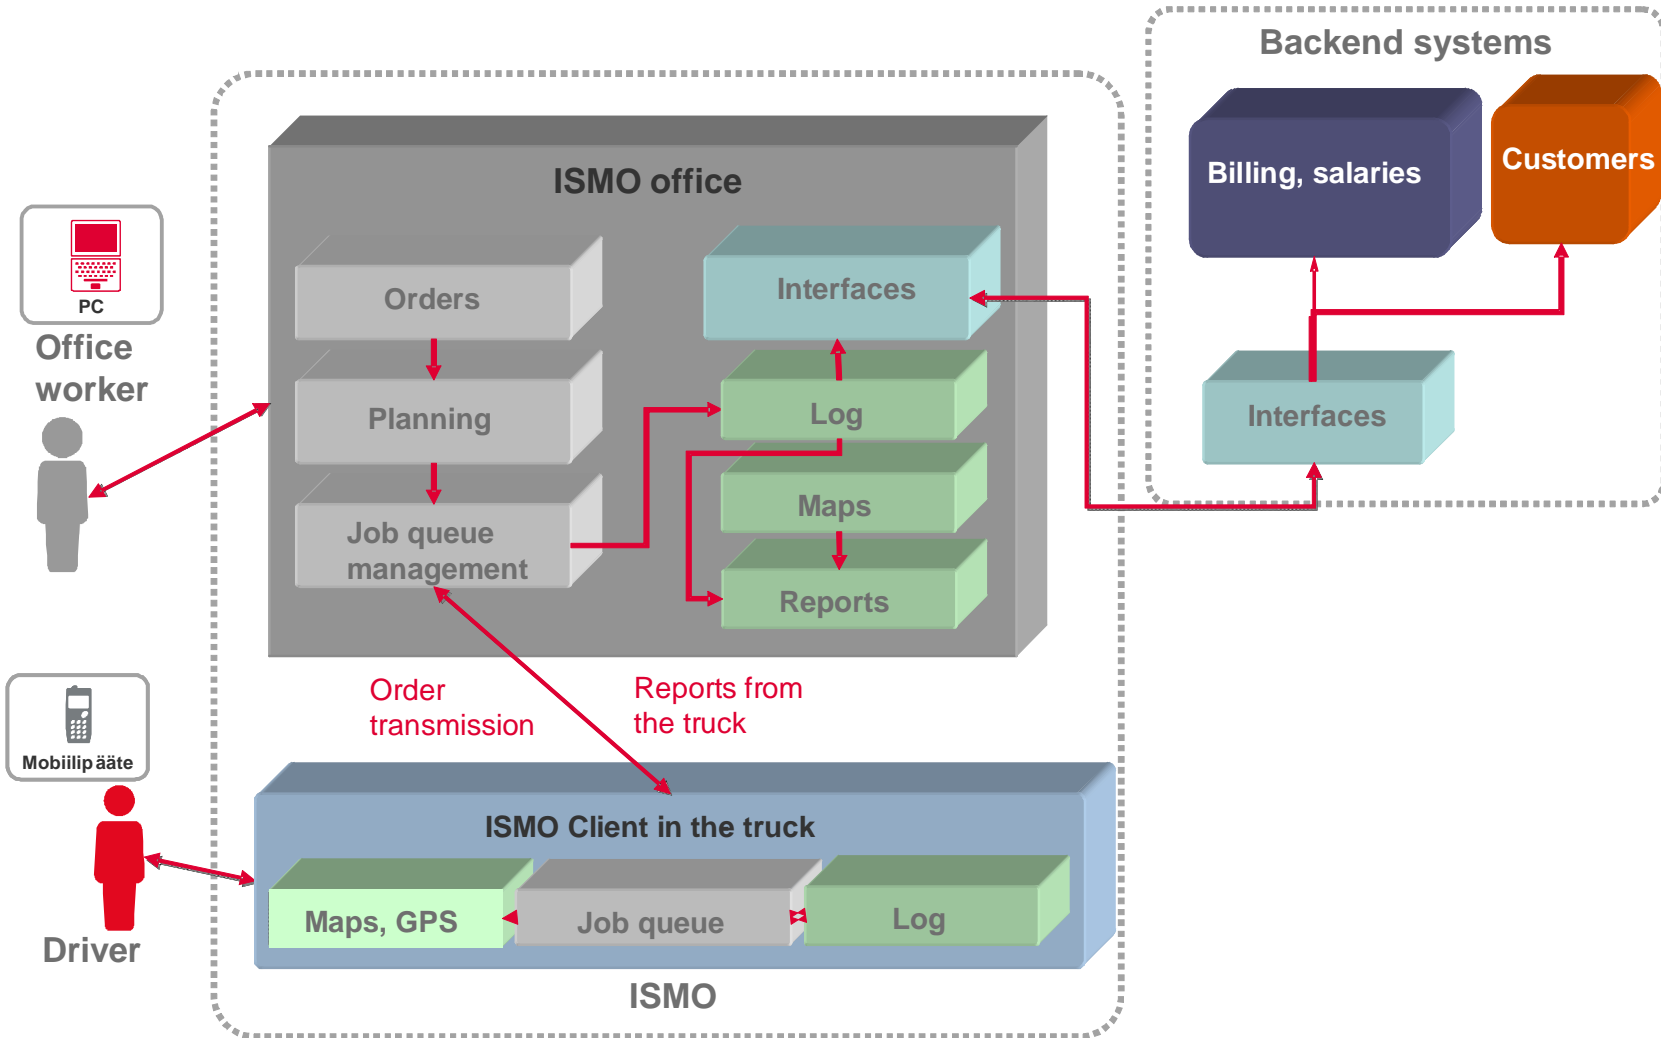 Backend systems
Billing, salaries
Customers
Interfaces
ISMO office
Orders
Planning
Job queue
management
Interfaces
Log
Maps
Reports
PC
Office
worker
Order
transmission
Reports from
the truck
Mobiilipääte
Driver
ISMO Client in the truck
Maps, GPS
Job queue
Log
ISMO